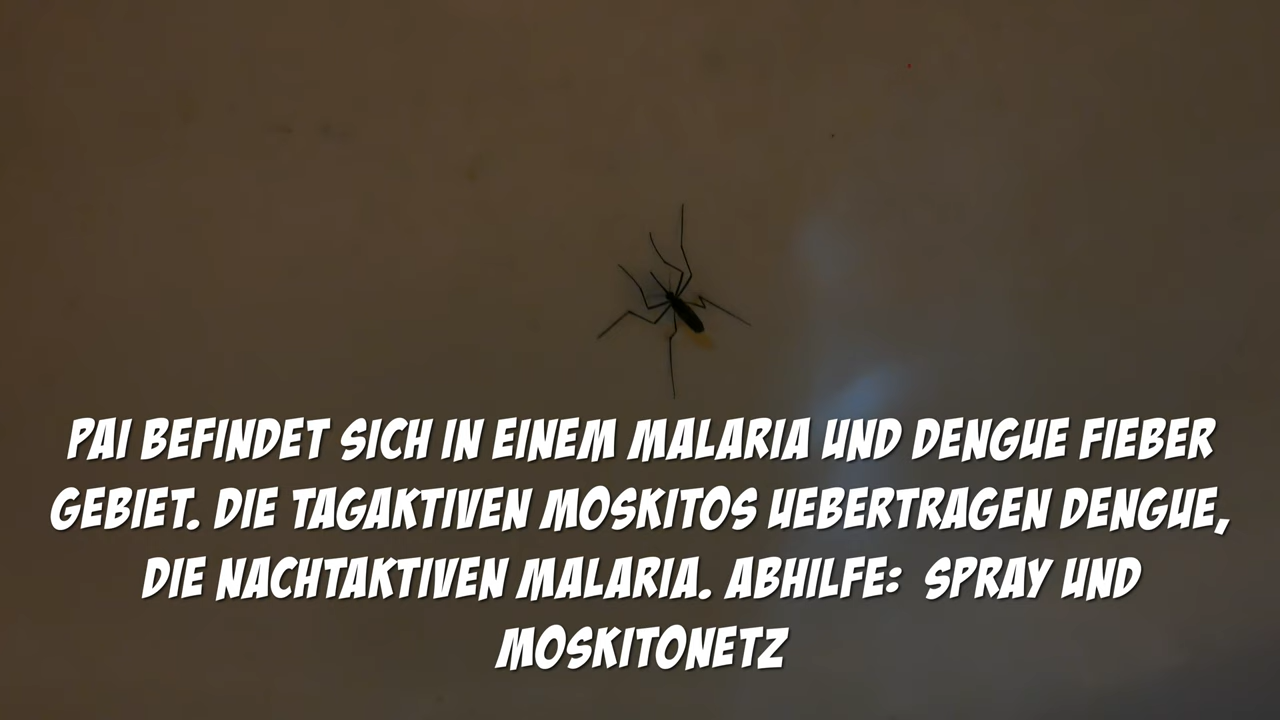 PAI BEFINDET SICH IN EINEM MALARIA UND DENGUE FIEBER
GEBIET. DIE TAGAKTIVEN MOSKITOS UEBERTRAGEN DENGUE,
DIE NACHTAKTIVEN MALARIA. ABHILFE: SPRAY UND
MOSKITONETZ